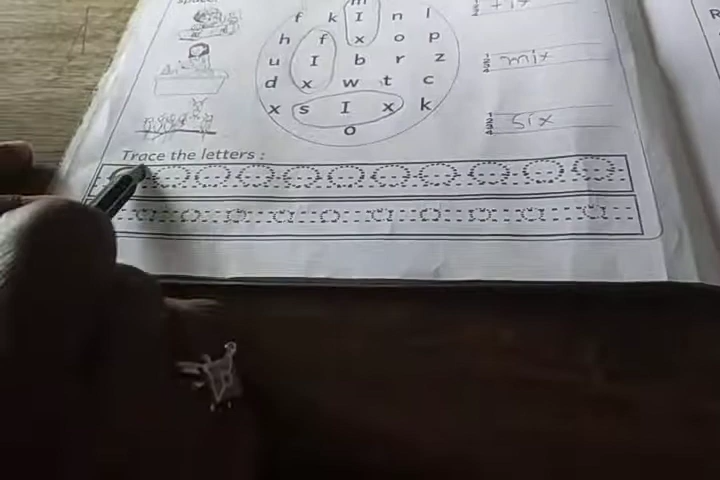 f k I n l
h f x o p
u I b r z
d x w t c
mix
x s I x k
six
o
Trace the letters :